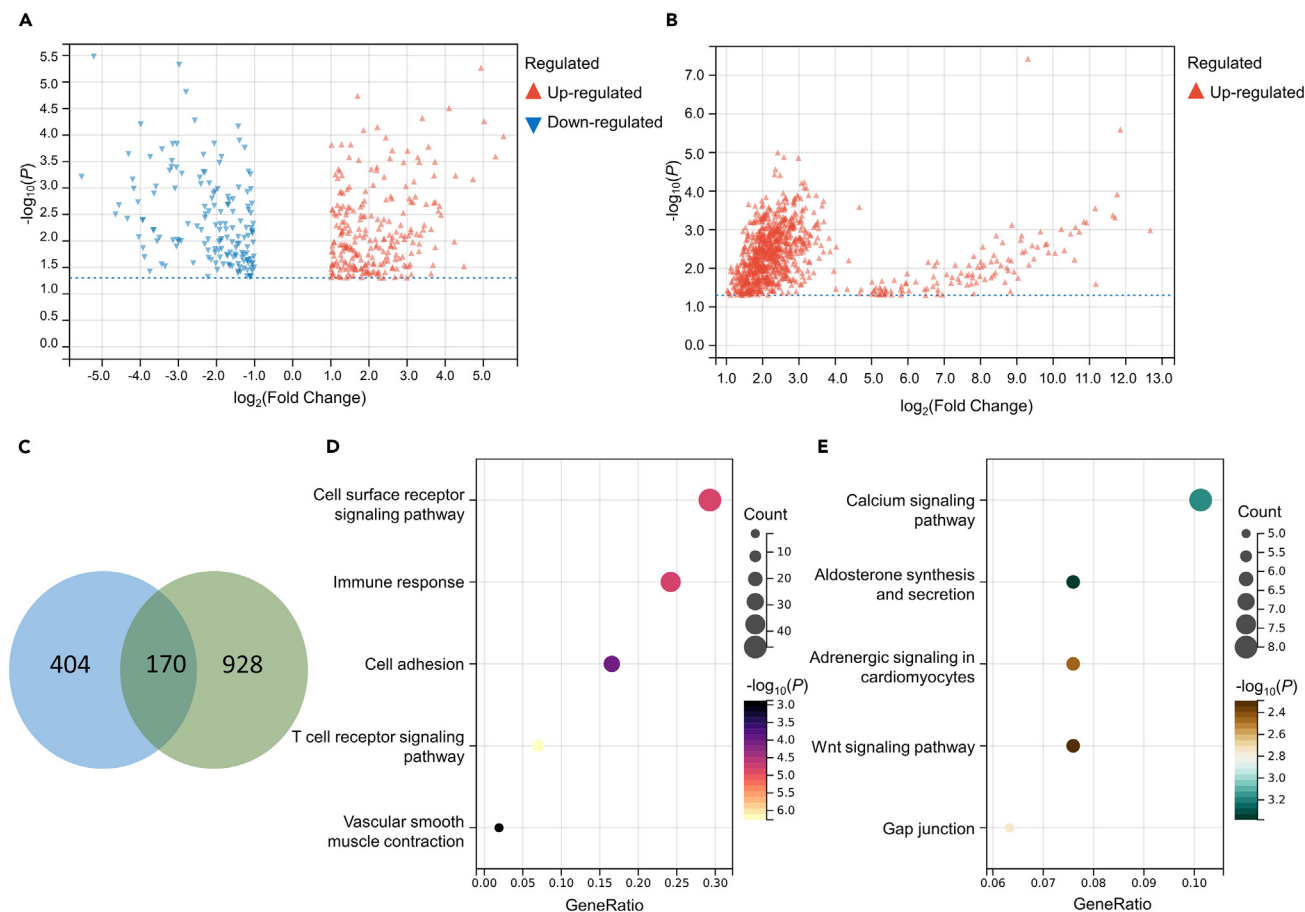 A
Regulated
Up-regulated
Down-regulated
5.5
5.0
4.5
4.0
3.5
3.0
2.5
2.0
1.5
1.0
0.5
0.0
-log10(P)
-5.0 -4.0 -3.0 -2.0 -1.0 0.0 1.0 2.0 3.0 4.0 5.0
log2(Fold Change)
B
Regulated
Up-regulated
7.0
6.0
5.0
4.0
3.0
2.0
1.0
0.0
-log10(P)
1.0 2.0 3.0 4.0 5.0 6.0 7.0 8.0 9.0 10.0 11.0 12.0 13.0
log2(Fold Change)
C
404 170 928
D
Cell surface receptor
signaling pathway
Immune response
Cell adhesion
T cell receptor signaling
pathway
Vascular smooth
muscle contraction
0.00 0.05 0.10 0.15 0.20 0.25 0.30
GeneRatio
Count
10
20
30
40
-log10(P)
3.0
3.5
4.0
4.5
5.0
5.5
6.0
E
Calcium signaling
pathway
Aldosterone synthesis
and secretion
Adrenergic signaling in
cardiomyocytes
Wnt signaling pathway
Gap junction
0.06 0.07 0.08 0.09 0.10
GeneRatio
Count
5.0
5.5
6.0
6.5
7.0
7.5
8.0
-log10(P)
2.4
2.6
2.8
3.0
3.2